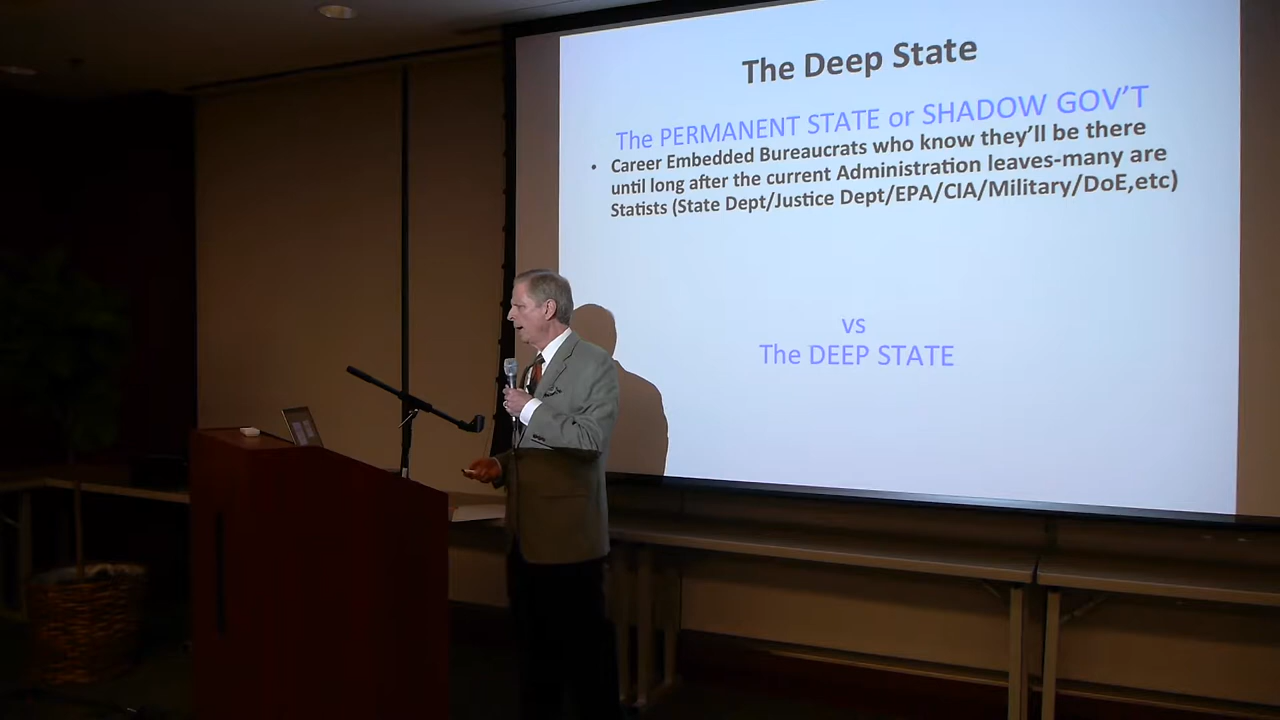 The Deep State
The PERMANENT STATE or SHADOW GOV'T
• Career Embedded Bureaucrats who know they'll be there
until long after the current Administration leaves-many are
Statists (State Dept/Justice Dept/EPA/CIA/Military/DoE,etc)
vs
The DEEP STATE